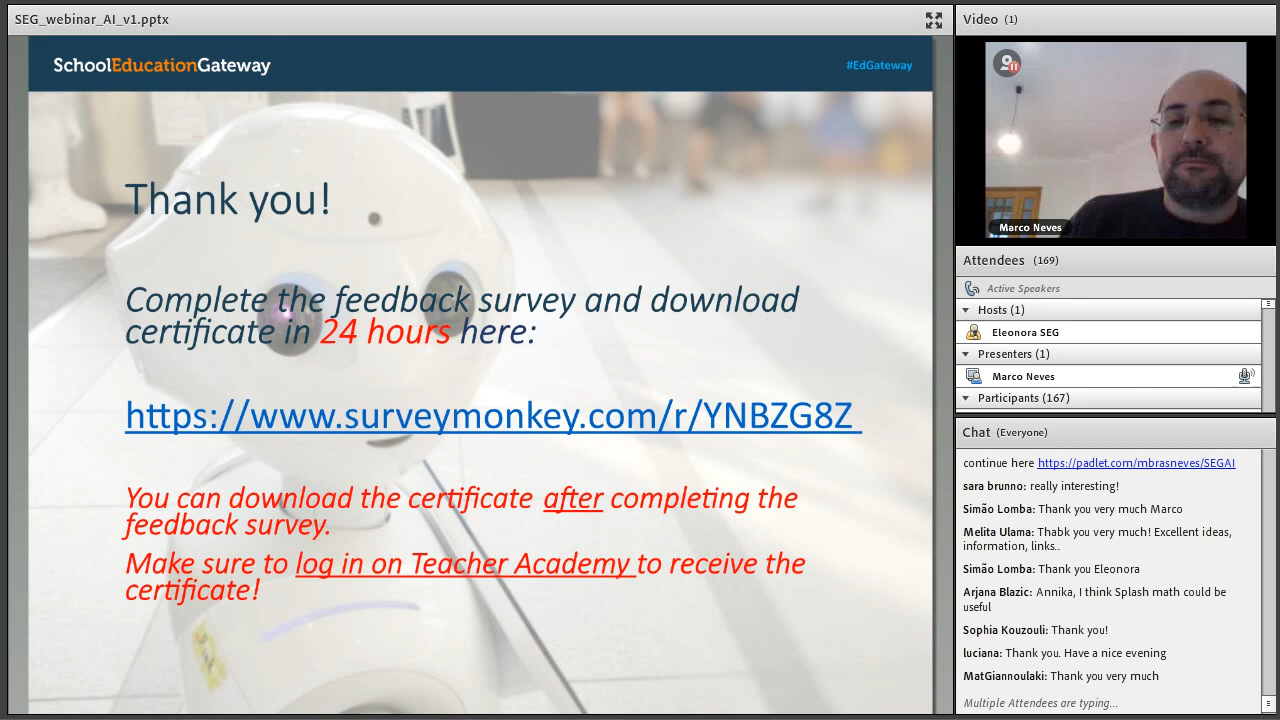 SEG_webinar_AI_v1.pptx
SchoolEducationGateway
#EdGateway
Thank you!
Complete the feedback survey and download
certificate in 24 hours here:
https://www.surveymonkey.com/r/YNBZG8Z
You can download the certificate after completing the
feedback survey.
Make sure to log in on Teacher Academy to receive the
certificate!
Video (1)
Marco Neves
Attendees (169)
Active Speakers
Hosts (1)
Eleonora SEG
Presenters (1)
Marco Neves
Participants (167)
Chat (Everyone)
continue here https://padlet.com/mbrasneves/SEGAI
sara brunno: really interesting!
Simão Lomba: Thank you very much Marco
Melita Ulama: Thabk you very much! Excellent ideas,
information, links..
Simão Lomba: Thank you Eleonora
Arjana Blazic: Annika, I think Splash math could be
useful
Sophia Kouzouli: Thank you!
luciana: Thank you. Have a nice evening
MatGiannoulaki: Thank you very much
Multiple Attendees are typing...